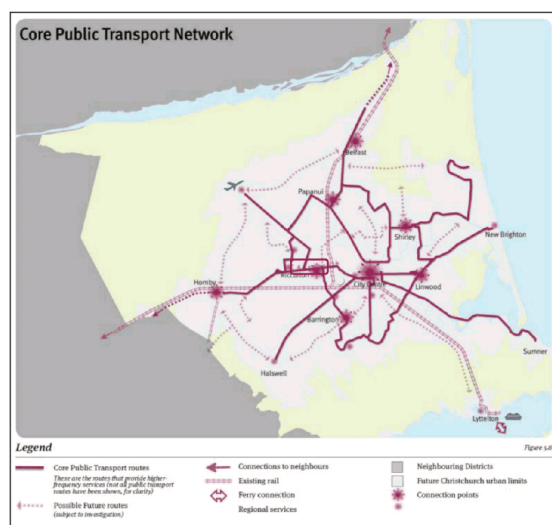 Core Public Transport Network
Belfast
Papanui
Shirley
New Brighton
Riccarton
Hornby
City Centre
Linwood
Barrington
Sumner
Halswell
Lyttelton
Legend
Figure 5.8
Core Public Transport routes
These are the routes that provide higher-
frequency services (not all public transport
routes have been shown, for clarity)
Possible Future routes
(subject to investigation)
Connections to neighbours
Existing rail
Ferry connection
Regional services
Neighbouring Districts
Future Christchurch urban limits
Connection points